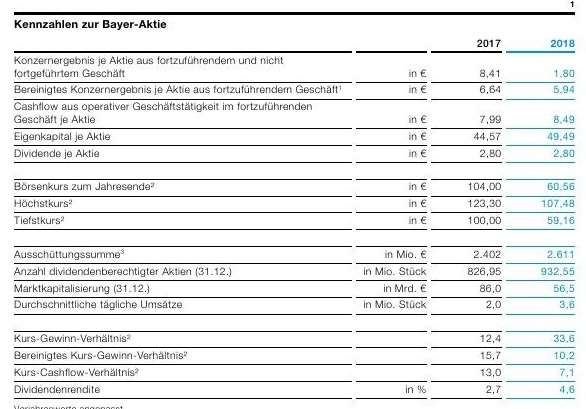 1
Kennzahlen zur Bayer-Aktie
2017 2018
Konzernergebnis je Aktie aus fortzuführendem und nicht
fortgeführtem Geschäft in € 8,41 1,80
Bereinigtes Konzernergebnis je Aktie aus fortzuführendem Geschäft¹ in € 6,64 5,94
Cashflow aus operativer Geschäftstätigkeit im fortzuführenden
Geschäft je Aktie in € 7,99 8,49
Eigenkapital je Aktie in € 44,57 49,49
Dividende je Aktie in € 2,80 2,80
Börsenkurs zum Jahresende² in € 104,00 60,56
Höchstkurs² in € 123,30 107,48
Tiefstkurs² in € 100,00 59,16
Ausschüttungssumme³ in Mio. € 2.402 2.611
Anzahl dividendenberechtigter Aktien (31.12.) in Mio. Stück 826,95 932,55
Marktkapitalisierung (31.12.) in Mrd. € 86,0 56,5
Durchschnittliche tägliche Umsätze in Mio. Stück 2,0 3,6
Kurs-Gewinn-Verhältnis² 12,4 33,6
Bereinigtes Kurs-Gewinn-Verhältnis² 15,7 10,2
Kurs-Cashflow-Verhältnis² 13,0 7,1
Dividendenrendite in % 2,7 4,6
Vorjahreswerte angepasst